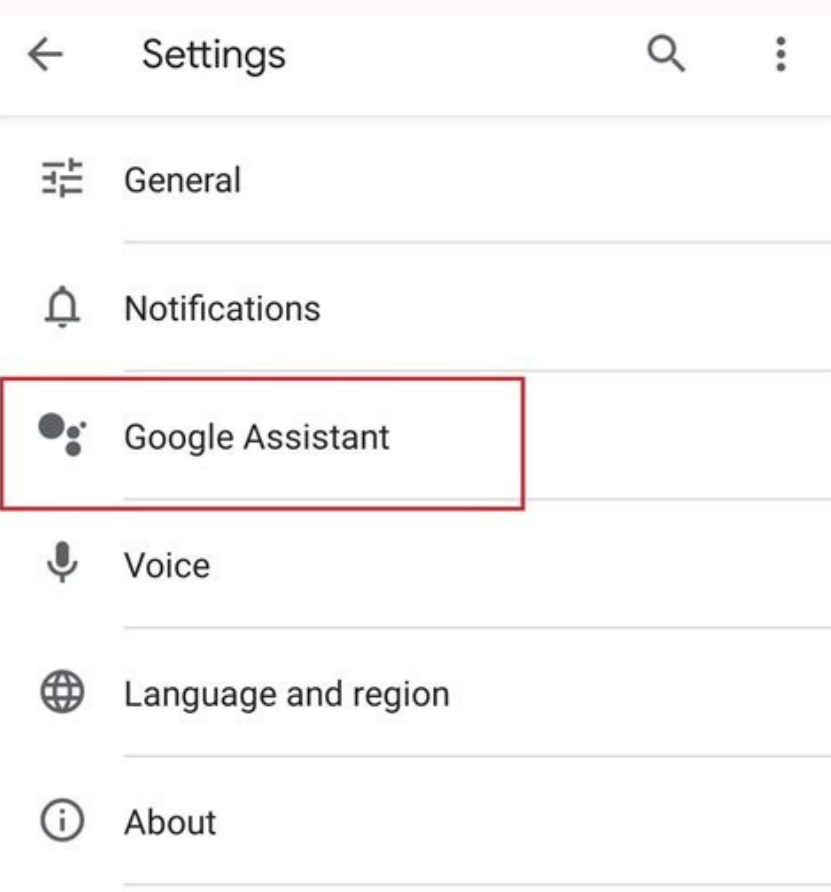 Settings
General
Notifications
Google Assistant
Voice
Language and region
About